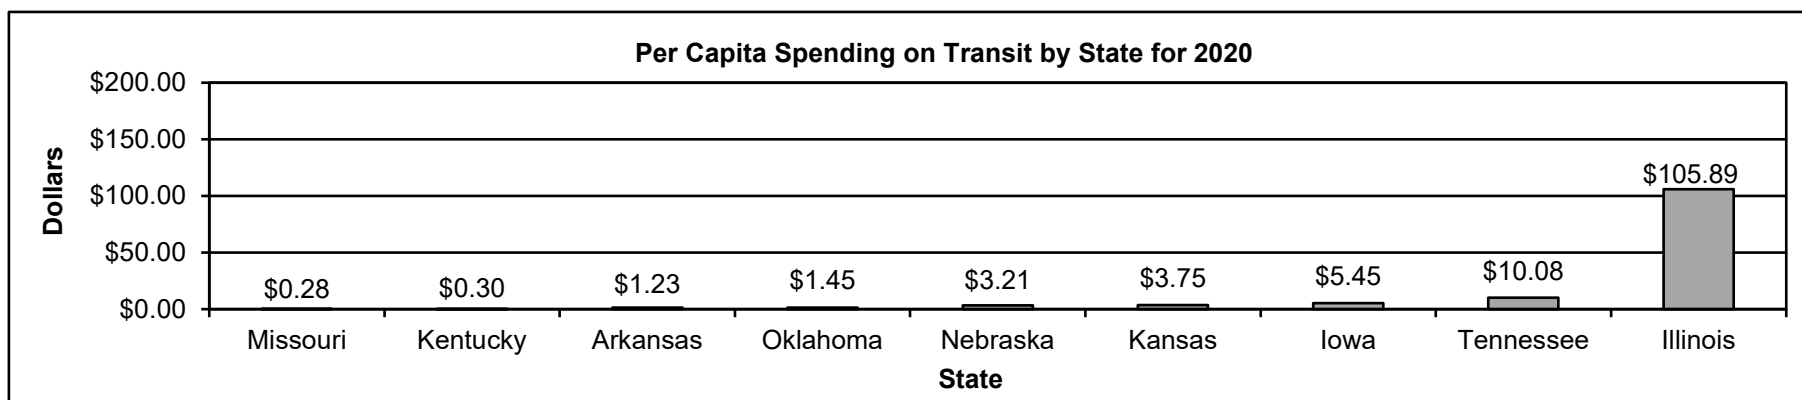 Per Capita Spending on Transit by State for 2020
$200.00
$150.00
$100.00
$50.00
$0.00
Dollars
$0.28 $0.30 $1.23 $1.45 $3.21 $3.75 $5.45 $10.08 $105.89
Missouri Kentucky Arkansas Oklahoma Nebraska Kansas Iowa Tennessee Illinois
State